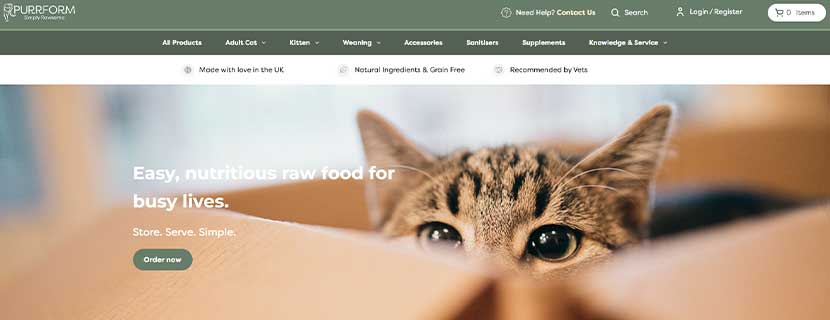 PURRFORM
Simply Rawsome
Need Help? Contact Us
Search
Login / Register
0 Items
All Products
Adult Cat
Kitten
Weaning
Accessories
Sanitisers
Supplements
Knowledge & Service
Made with love in the UK
Natural Ingredients & Grain Free
Recommended by Vets
Easy, nutritious raw food for
busy lives.
Store. Serve. Simple.
Order now